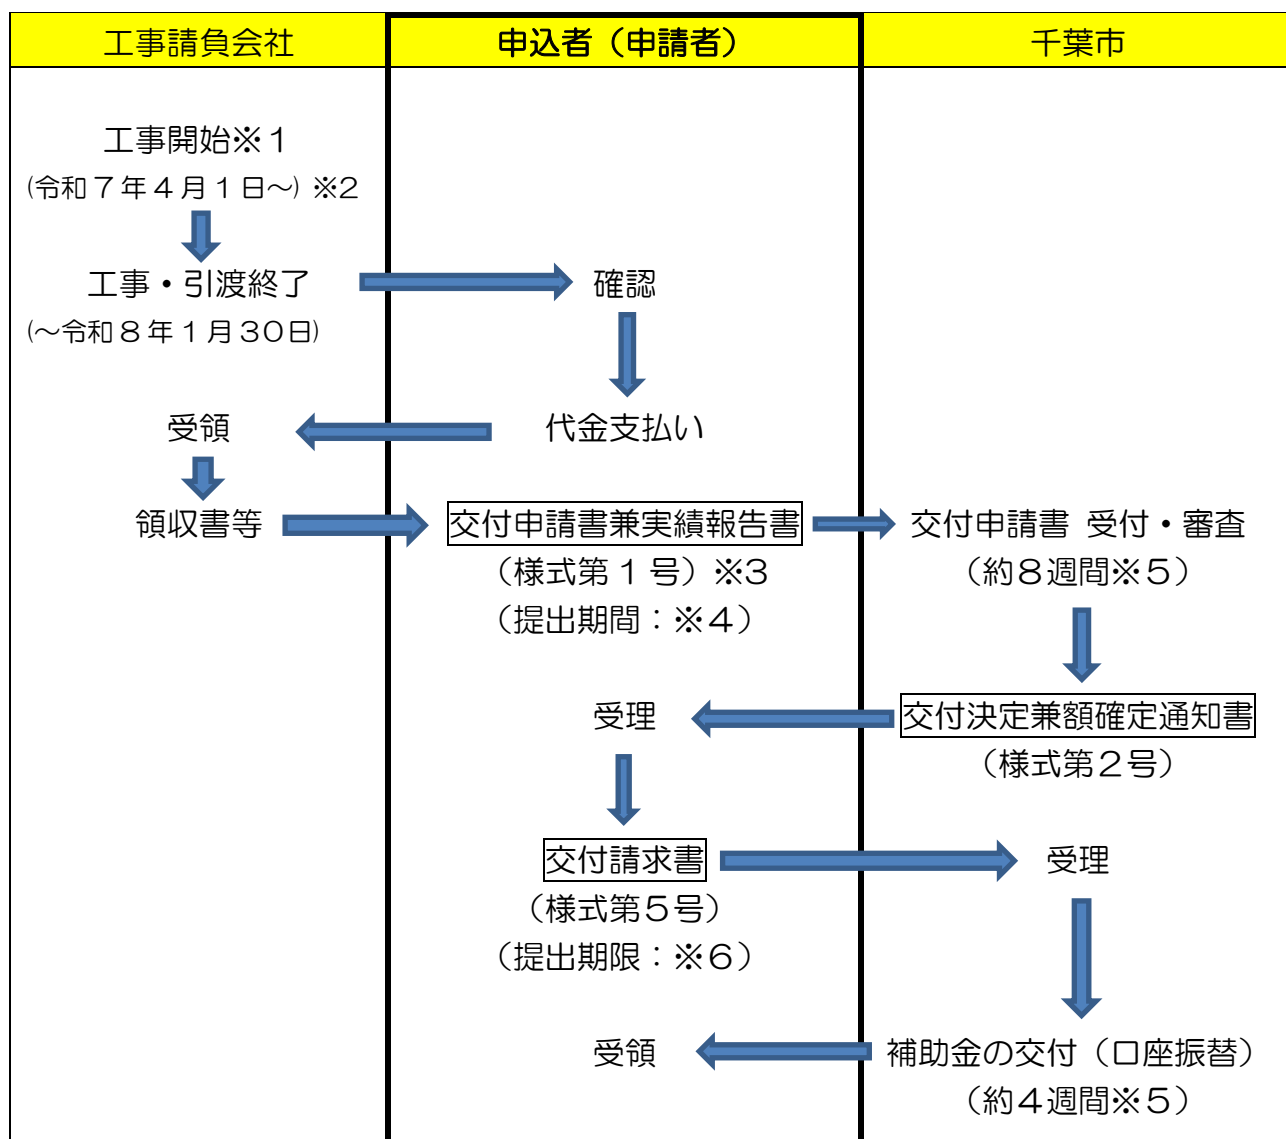 工事請負会社
申込者（申請者）
千葉市
工事開始※１
(令和７年４月１日～) ※2
工事・引渡終了
確認
(～令和８年１月３０日)
受領
代金支払い
領収書等
交付申請書兼実績報告書
交付申請書 受付・審査
（様式第１号）※3
（約８週間※５）
（提出期間：※４）
受理
交付決定兼額確定通知書
（様式第２号）
交付請求書
受理
（様式第５号）
（提出期限：※６）
受領
補助金の交付（口座振替）
（約４週間※５）